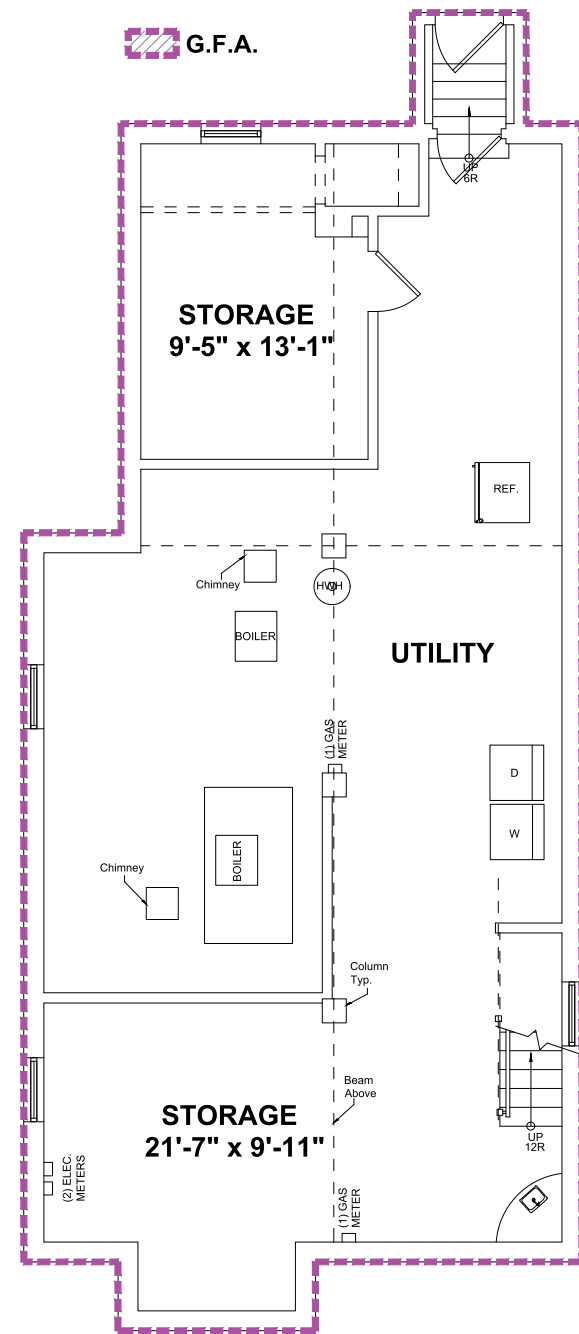 G.F.A.
UP
6R
STORAGE
9'-5" x 13'-1"
REF.
Chimney
HWH
BOILER
UTILITY
(1) GAS
METER
D
W
BOILER
Chimney
Column
Typ.
Beam
Above
STORAGE
21'-7" x 9'-11"
UP
12R
(2) ELEC.
METERS
(1) GAS
METER